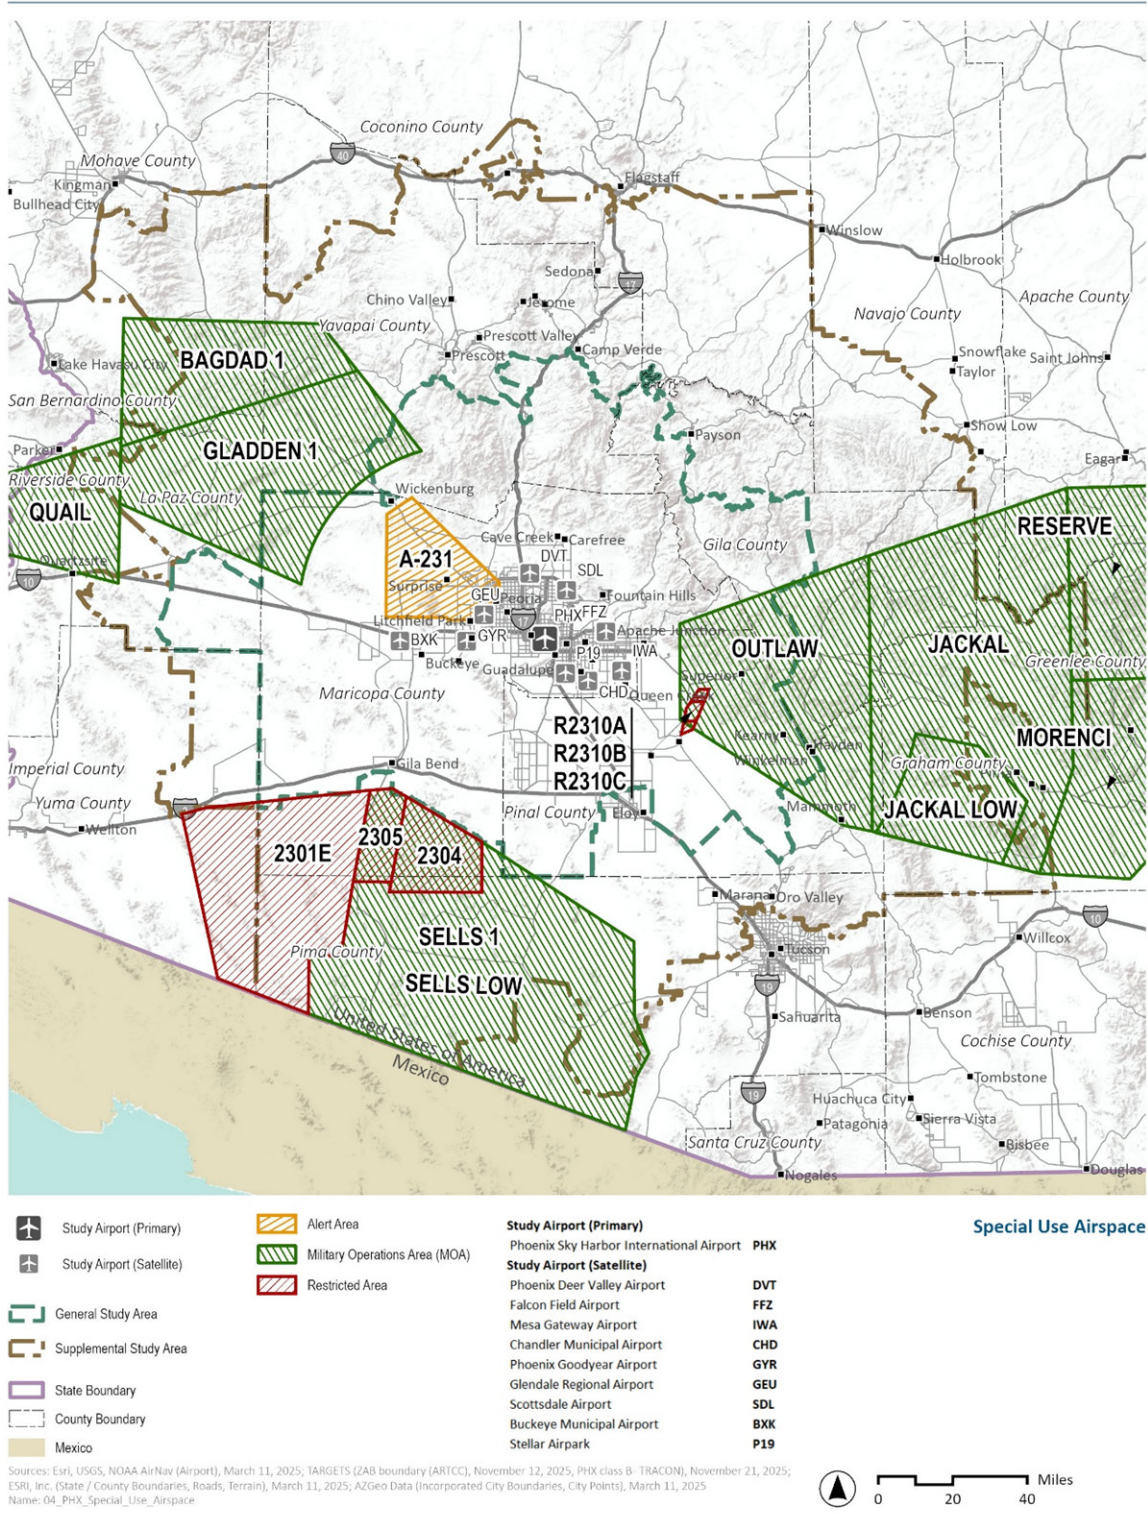 Coconino County
40
Mohave County
Kingman
Flagstaff
Bullhead City
Winslow
Holbrook
Sedona
17
Chino Valley
Jerome
Apache County
Navajo County
Yavapai County
Prescott Valley
Camp Verde
Prescott
BAGDAD 1
Lake Havasu City
Snowflake
Saint Johns
Taylor
San Bernardino County
Show Low
Payson
Parker
GLADDEN 1
Eagar
Riverside County
La Paz County
Wickenburg
QUAIL
RESERVE
Cave Creek
Carefree
Gila County
A-231
DVT
Quartzsite
SDL
10
Surprise
GEU
Peoria
Fountain Hills
PHX
FFZ
Litchfield Park
17
Apache Junction
BXK
GYR
P19
IWA
OUTLAW
JACKAL
Buckeye
Guadalupe
Greenlee County
Superior
Maricopa County
CHD
Queen Creek
R2310A
R2310B
R2310C
Kearny
Hayden
MORENCI
Winkelman
Graham County
Imperial County
Gila Bend
Pima
Yuma County
Pinal County
Eloy
Mammoth
JACKAL LOW
Wellton
2305
2301E
2304
Marana
Oro Valley
10
SELLS 1
Willcox
Pima County
Tucson
SELLS LOW
19
United States of America
Mexico
Sahuarita
Benson
Cochise County
Tombstone
19
Huachuca City
Sierra Vista
Patagonia
Santa Cruz County
Bisbee
Nogales
Douglas
Study Airport (Primary)
Study Airport (Satellite)
General Study Area
Supplemental Study Area
State Boundary
County Boundary
Mexico
Alert Area
Military Operations Area (MOA)
Restricted Area
Study Airport (Primary)
Phoenix Sky Harbor International Airport PHX
Study Airport (Satellite)
Phoenix Deer Valley Airport DVT
Falcon Field Airport FFZ
Mesa Gateway Airport IWA
Chandler Municipal Airport CHD
Phoenix Goodyear Airport GYR
Glendale Regional Airport GEU
Scottsdale Airport SDL
Buckeye Municipal Airport BXK
Stellar Airpark P19
Special Use Airspace
Sources: Esri, USGS, NOAA AirNav (Airport), March 11, 2025; TARGETS (ZAB boundary (ARTCC), November 12, 2025, PHX class B- TRACON), November 21, 2025;
ESRI, Inc. (State / County Boundaries, Roads, Terrain), March 11, 2025; AZGeo Data (Incorporated City Boundaries, City Points), March 11, 2025
Name: 04_PHX_Special_Use_Airspace
Miles
0 20 40